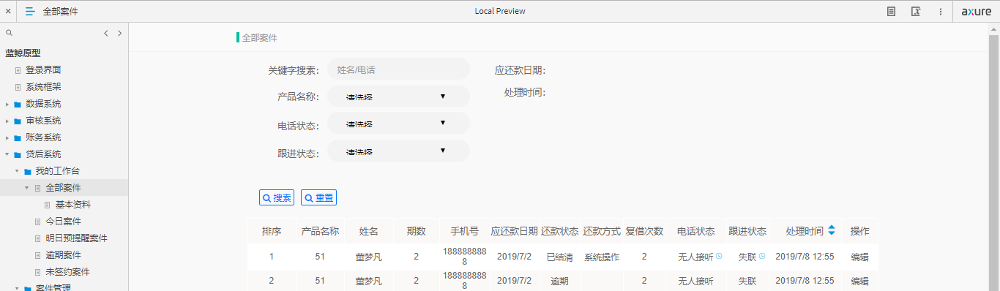 全部案件
Local Preview
axure
蓝鲸原型
登录界面
系统框架
数据系统
审核系统
账务系统
贷后系统
我的工作台
全部案件
基本资料
今日案件
明日预提醒案件
逾期案件
未签约案件
案件管理
全部案件
关键字搜索： 姓名/电话 应还款日期：
产品名称： 请选择 处理时间：
电话状态： 请选择
跟进状态： 请选择
搜索 重置
排序 产品名称 姓名 期数 手机号 应还款日期 还款状态 还款方式 复借次数 电话状态 跟进状态 处理时间 操作
1 51 董梦凡 2 1888888888 2019/7/2 已结清 系统操作 2 无人接听 失联 2019/7/8 12:55 编辑
2 51 董梦凡 2 1888888888 2019/7/2 逾期 2 无人接听 失联 2019/7/8 12:55 编辑